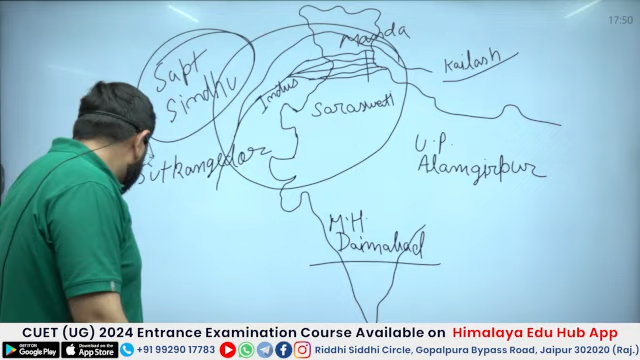 17:50
Manda
Sapt
Sindhu
Kailash
Indus
Saraswati
Sutkangedor
U.P.
Alamgirpur
M.H.
Daimabad
CUET (UG) 2024 Entrance Examination Course Available on Himalaya Edu Hub App
GET IT ON
Google Play
Download on the
App Store
+91 99290 17783
Riddhi Siddhi Circle, Gopalpura Bypass Road, Jaipur 302020 (Raj.)